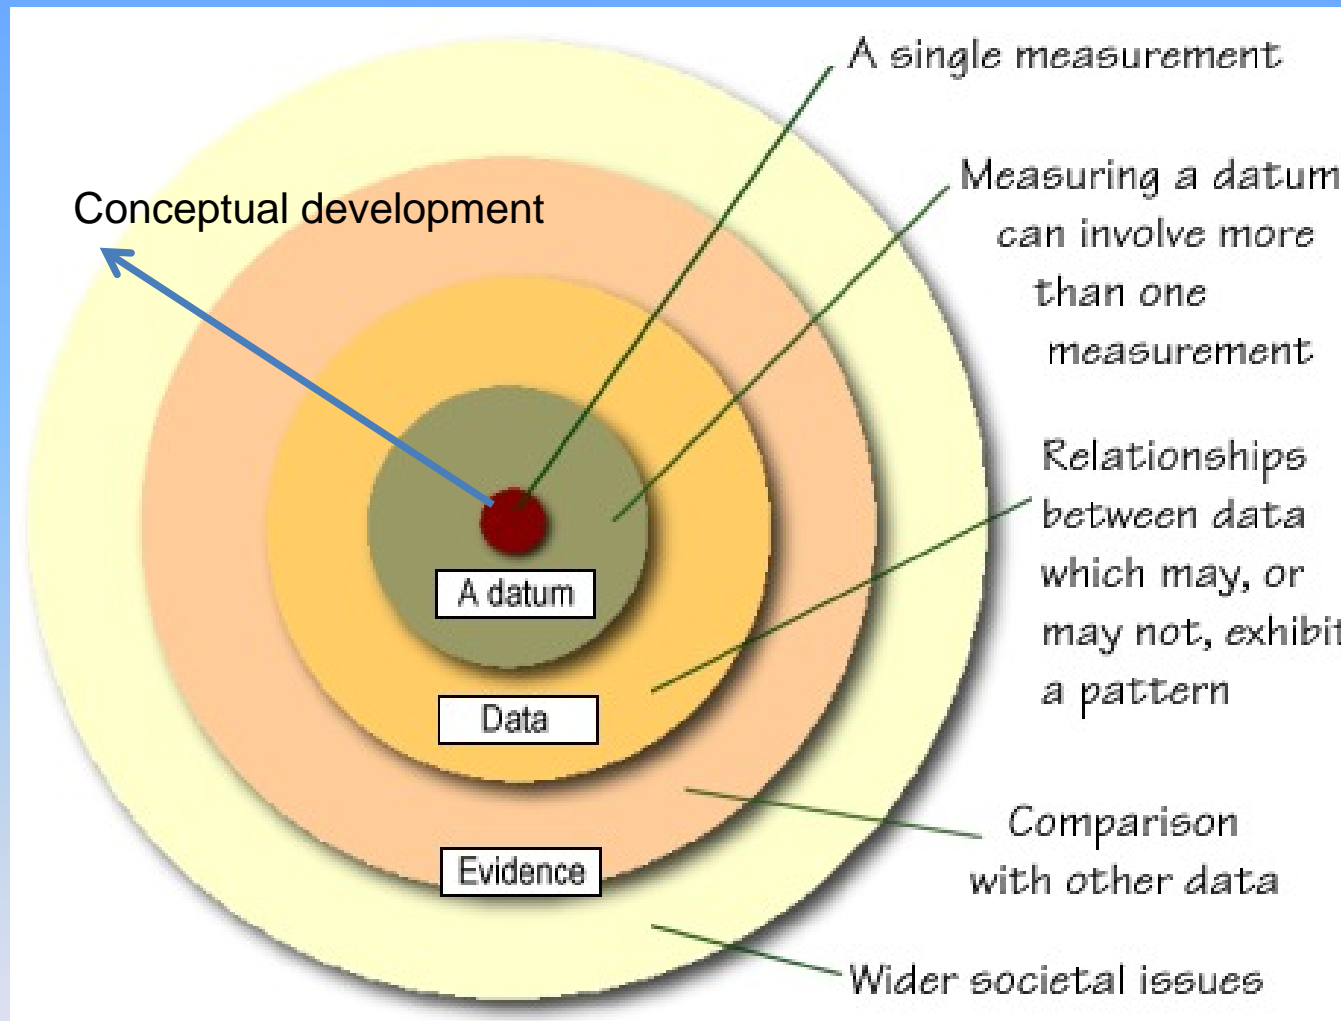 A single measurement
Conceptual development
Measuring a datum
can involve more
than one
measurement
Relationships
between data
which may, or
may not, exhibit
a pattern
A datum
Data
Comparison
with other data
Evidence
Wider societal issues